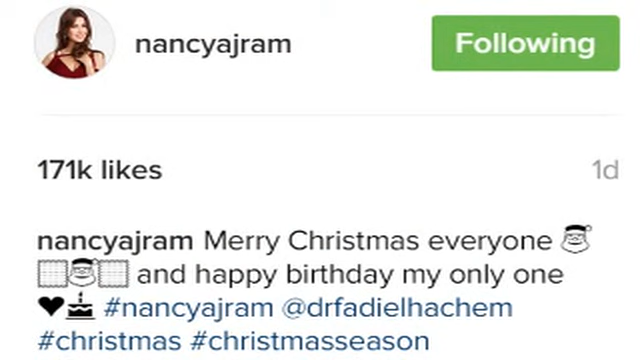 nancyajram
Following
171k likes
1d
nancyajram Merry Christmas everyone 🎅
🎅 and happy birthday my only one
❤🎂 #nancyajram @drfadielhachem
#christmas #christmasseason